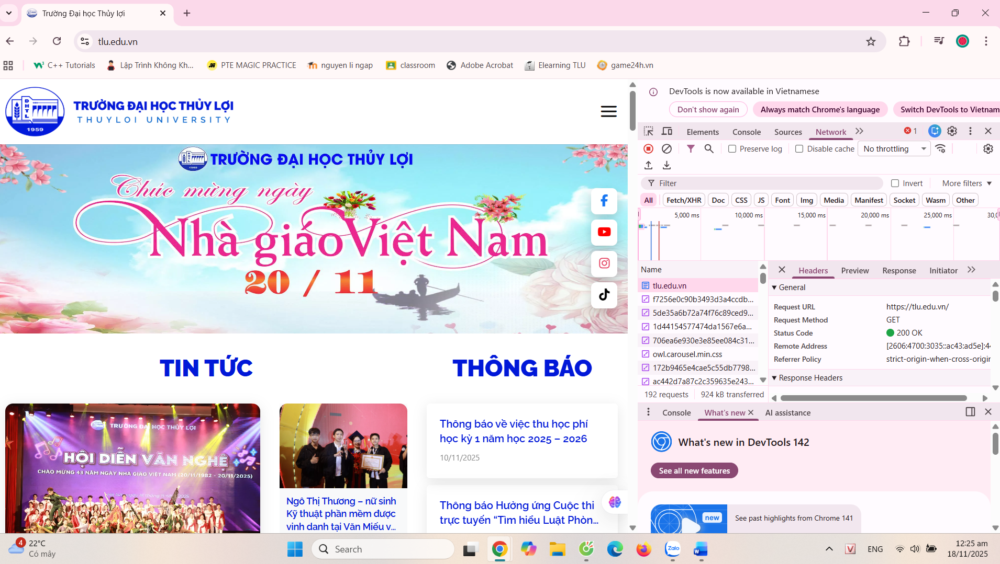 Trường Đại học Thủy lợi
tlu.edu.vn
C++ Tutorials
Lập Trình Không Kh...
PTE MAGIC PRACTICE
nguyen li ngap
classroom
Adobe Acrobat
Elearning TLU
game24h.vn
DHTL
1959
TRƯỜNG ĐẠI HỌC THỦY LỢI
THUYLOI UNIVERSITY
TRƯỜNG ĐẠI HỌC THỦY LỢI
Chúc mừng ngày
Nhà giáo Việt Nam
20 / 11
TIN TỨC
THÔNG BÁO
TRƯỜNG ĐẠI HỌC THỦY LỢI
HỘI DIỄN VĂN NGHỆ
CHÀO MỪNG 43 NĂM NGÀY NHÀ GIÁO VIỆT NAM (20/11/1982 - 20/11/2025)
Ngô Thị Thương – nữ sinh
Kỹ thuật phần mềm được
vinh danh tại Văn Miếu v...
Thông báo về việc thu học phí
học kỳ 1 năm học 2025 – 2026
10/11/2025
Thông báo Hưởng ứng Cuộc thi
trực tuyến “Tìm hiểu Luật Phòn...
DevTools is now available in Vietnamese
Don't show again
Always match Chrome's language
Switch DevTools to Vietnam
Elements
Console
Sources
Network
1
Preserve log
Disable cache
No throttling
Filter
Invert
More filters
All
Fetch/XHR
Doc
CSS
JS
Font
Img
Media
Manifest
Socket
Wasm
Other
5,000 ms
10,000 ms
15,000 ms
20,000 ms
25,000 ms
30,0
Name
tlu.edu.vn
f7256e0c90b3493d3a4ccdb...
5de35a6b72a74f76c89ced9...
1d44154577474da1567e6a...
706ea6e930e3e85ee084c31...
owl.carousel.min.css
172b9465e4cae5c55db7798...
ac442d7a87c2c359635e243...
192 requests
924 kB transferred
Headers
Preview
Response
Initiator
General
Request URL
https://tlu.edu.vn/
Request Method
GET
Status Code
200 OK
Remote Address
[2606:4700:3035::ac43:ad5e]:44
Referrer Policy
strict-origin-when-cross-origin
Response Headers
Console
What's new
AI assistance
What's new in DevTools 142
See all new features
new
See past highlights from Chrome 141
4
22°C
Có mây
Search
Zalo
ENG
12:25 am
18/11/2025